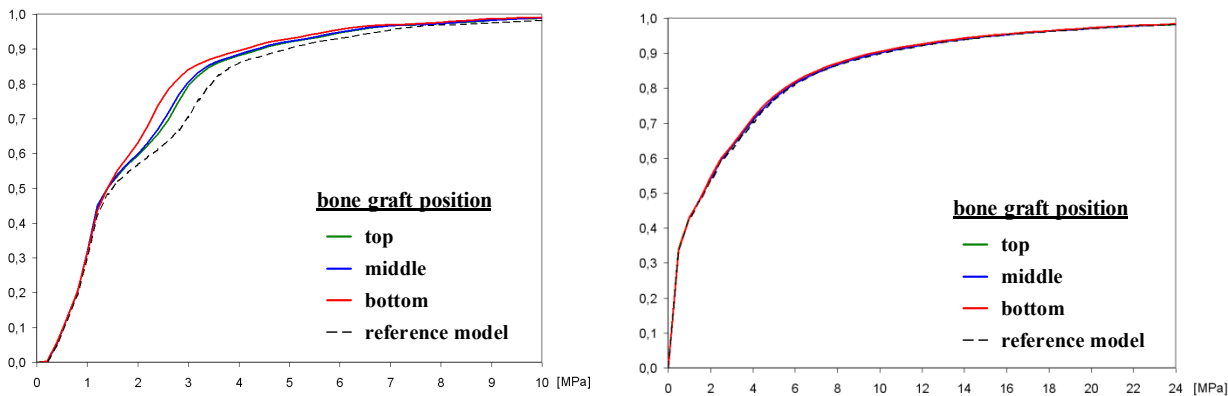 1,0
0,9
0,8
0,7
0,6
0,5
0,4
0,3
0,2
0,1
0,0
0 1 2 3 4 5 6 7 8 9 10 [MPa]
bone graft position
top
middle
bottom
reference model
1,0
0,9
0,8
0,7
0,6
0,5
0,4
0,3
0,2
0,1
0,0
0 2 4 6 8 10 12 14 16 18 20 22 24 [MPa]
bone graft position
top
middle
bottom
reference model